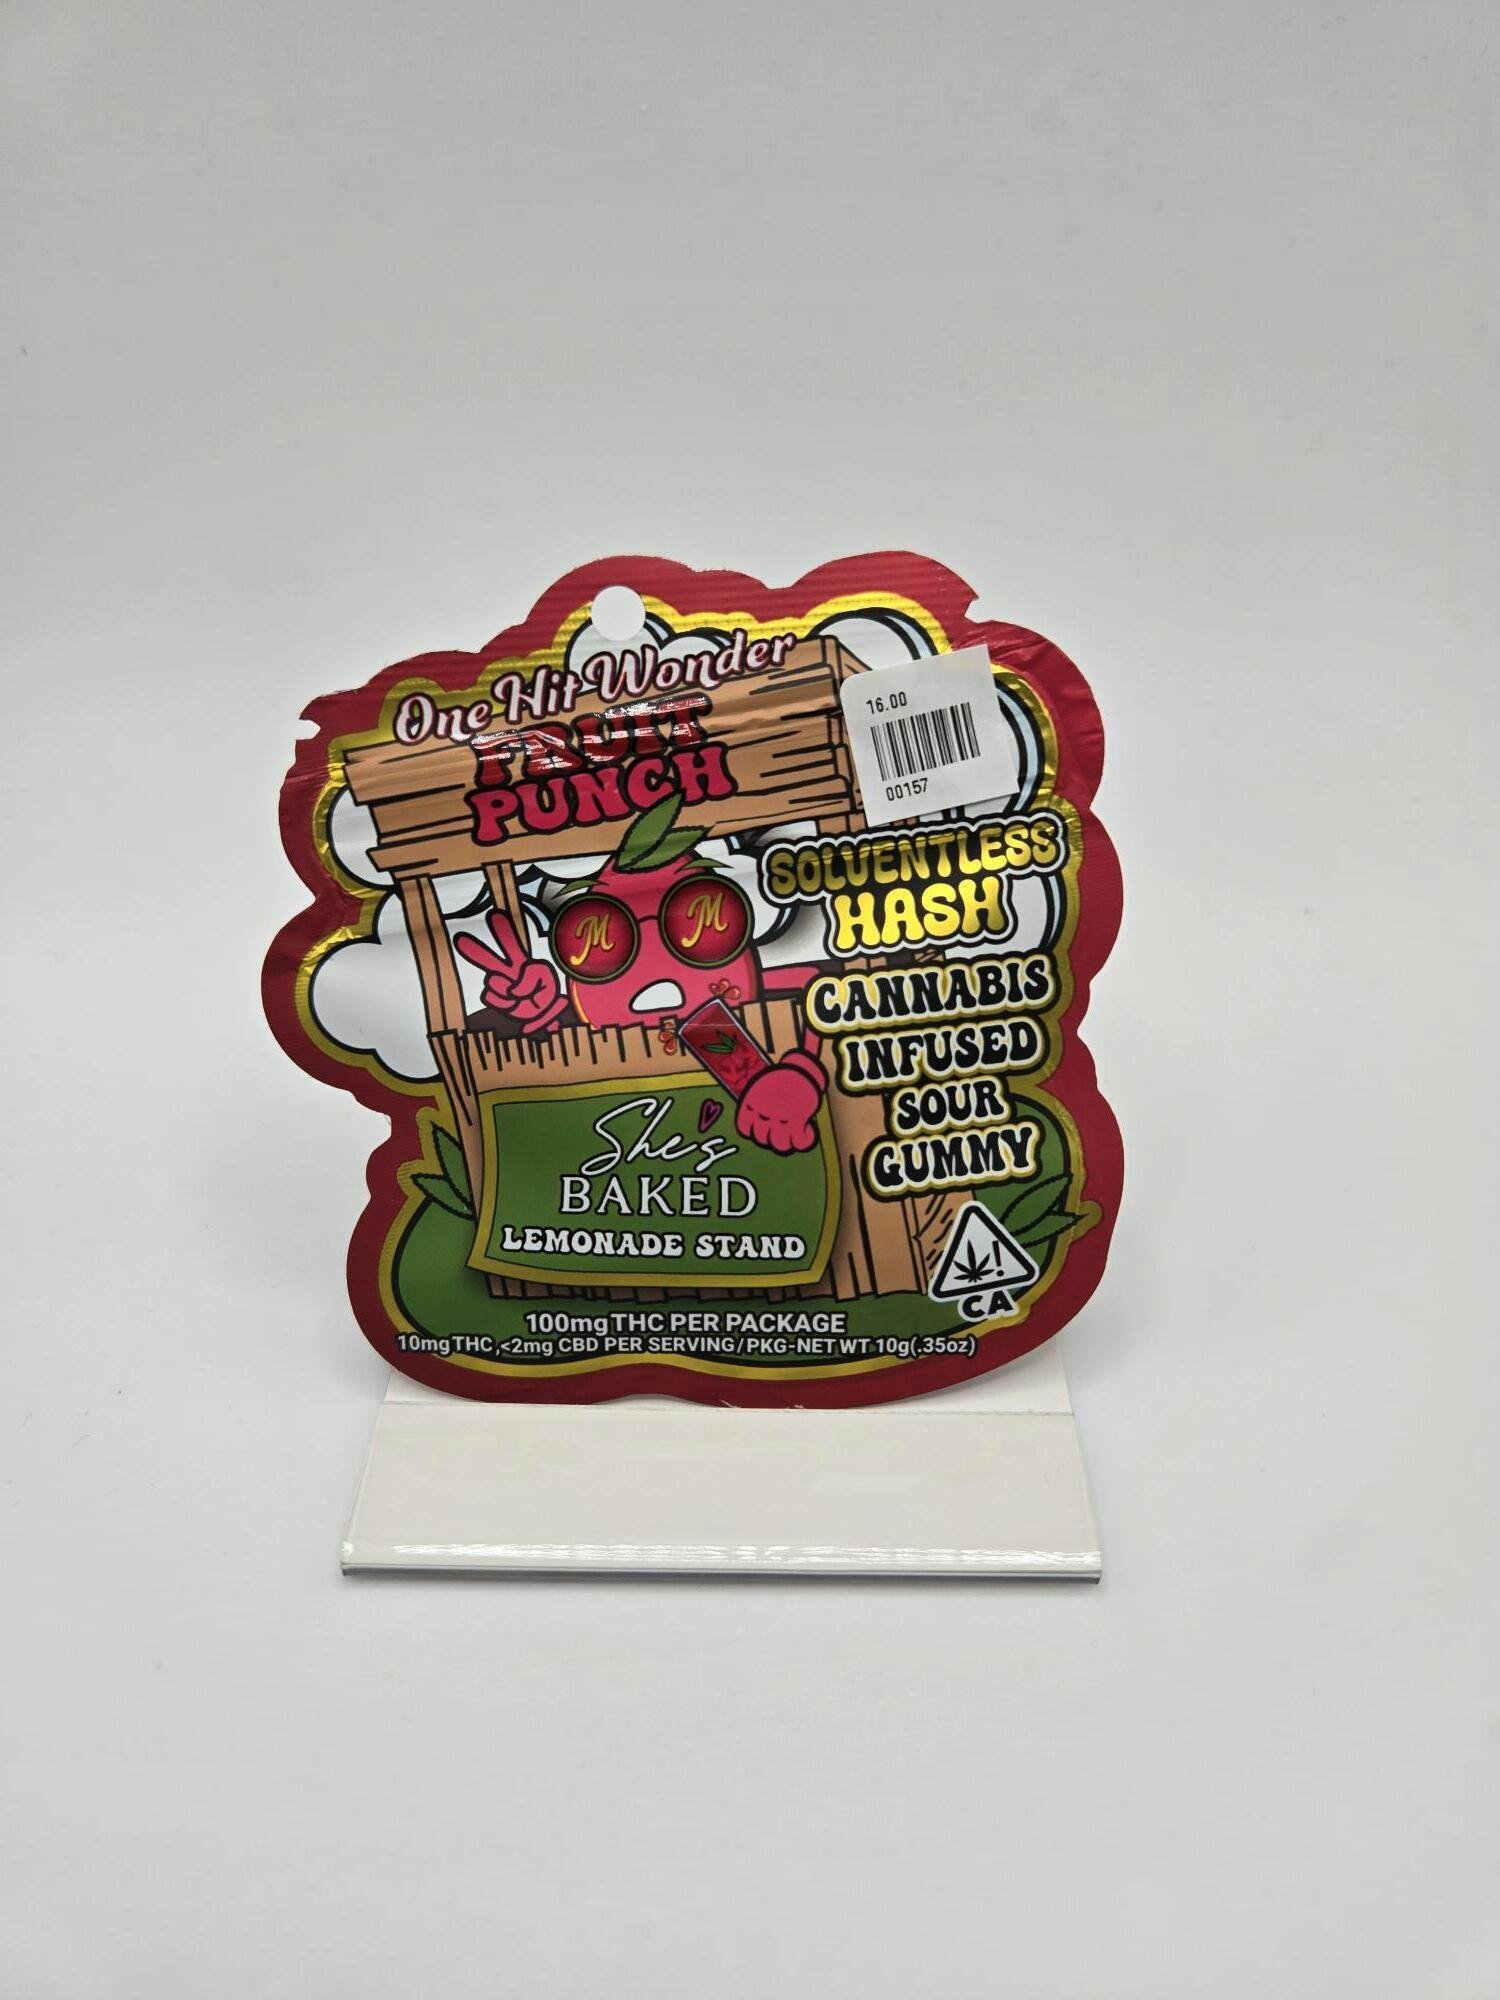 One Hit Wonder
FRUIT
PUNCH
16.00
00157
SOLVENTLESS
HASH
CANNABIS
INFUSED
SOUR
GUMMY
M M
She's
BAKED
LEMONADE STAND
CA
100mg THC PER PACKAGE
10mg THC,<2mg CBD PER SERVING/PKG-NET WT 10g(.35oz)